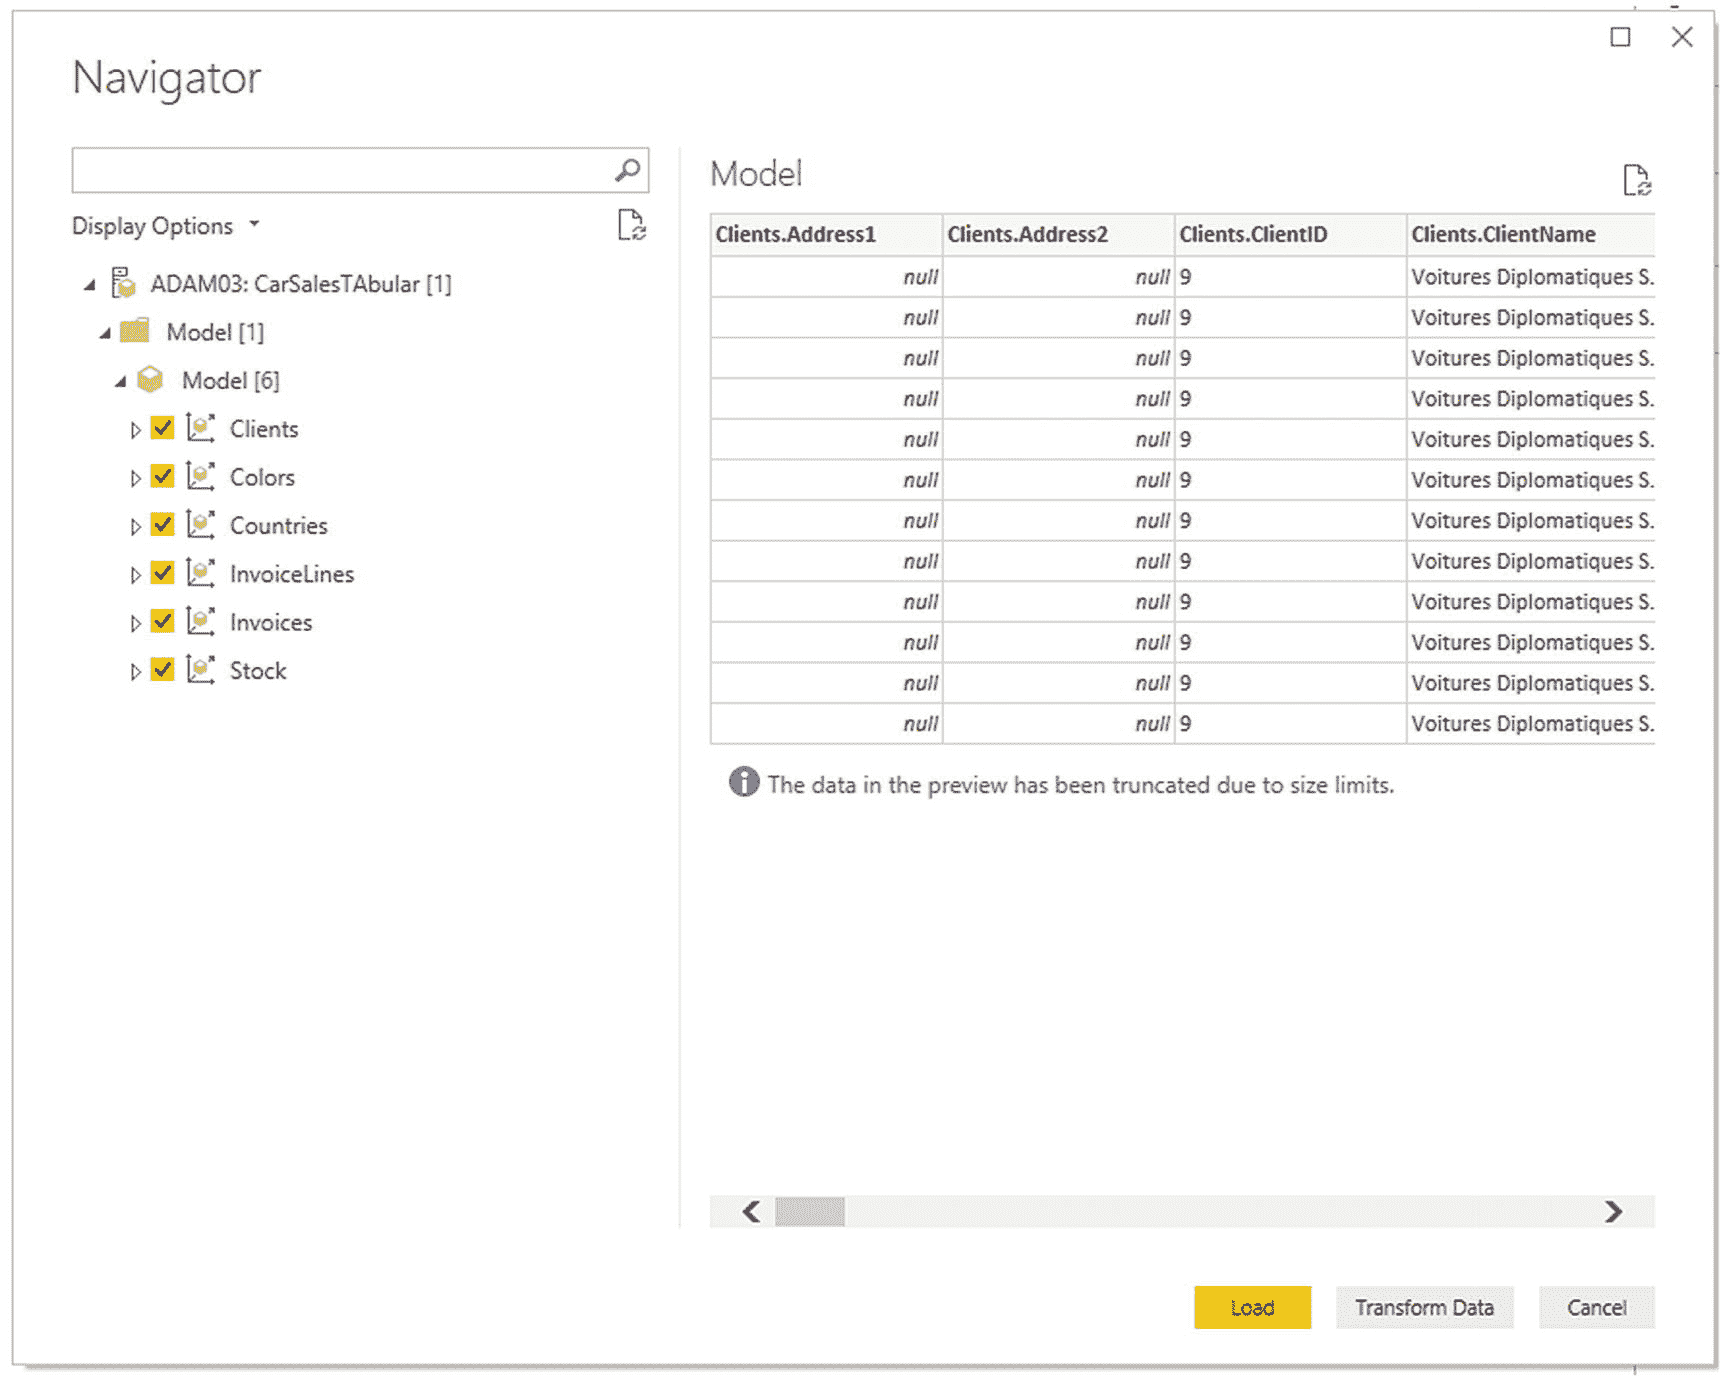 Navigator
Display Options
ADAM03: CarSalesTAbular [1]
Model [1]
Model [6]
Clients
Colors
Countries
InvoiceLines
Invoices
Stock
Model
Clients.Address1 Clients.Address2 Clients.ClientID Clients.ClientName
null null 9 Voitures Diplomatiques S.
null null 9 Voitures Diplomatiques S.
null null 9 Voitures Diplomatiques S.
null null 9 Voitures Diplomatiques S.
null null 9 Voitures Diplomatiques S.
null null 9 Voitures Diplomatiques S.
null null 9 Voitures Diplomatiques S.
null null 9 Voitures Diplomatiques S.
null null 9 Voitures Diplomatiques S.
null null 9 Voitures Diplomatiques S.
null null 9 Voitures Diplomatiques S.
null null 9 Voitures Diplomatiques S.
The data in the preview has been truncated due to size limits.
Load Transform Data Cancel